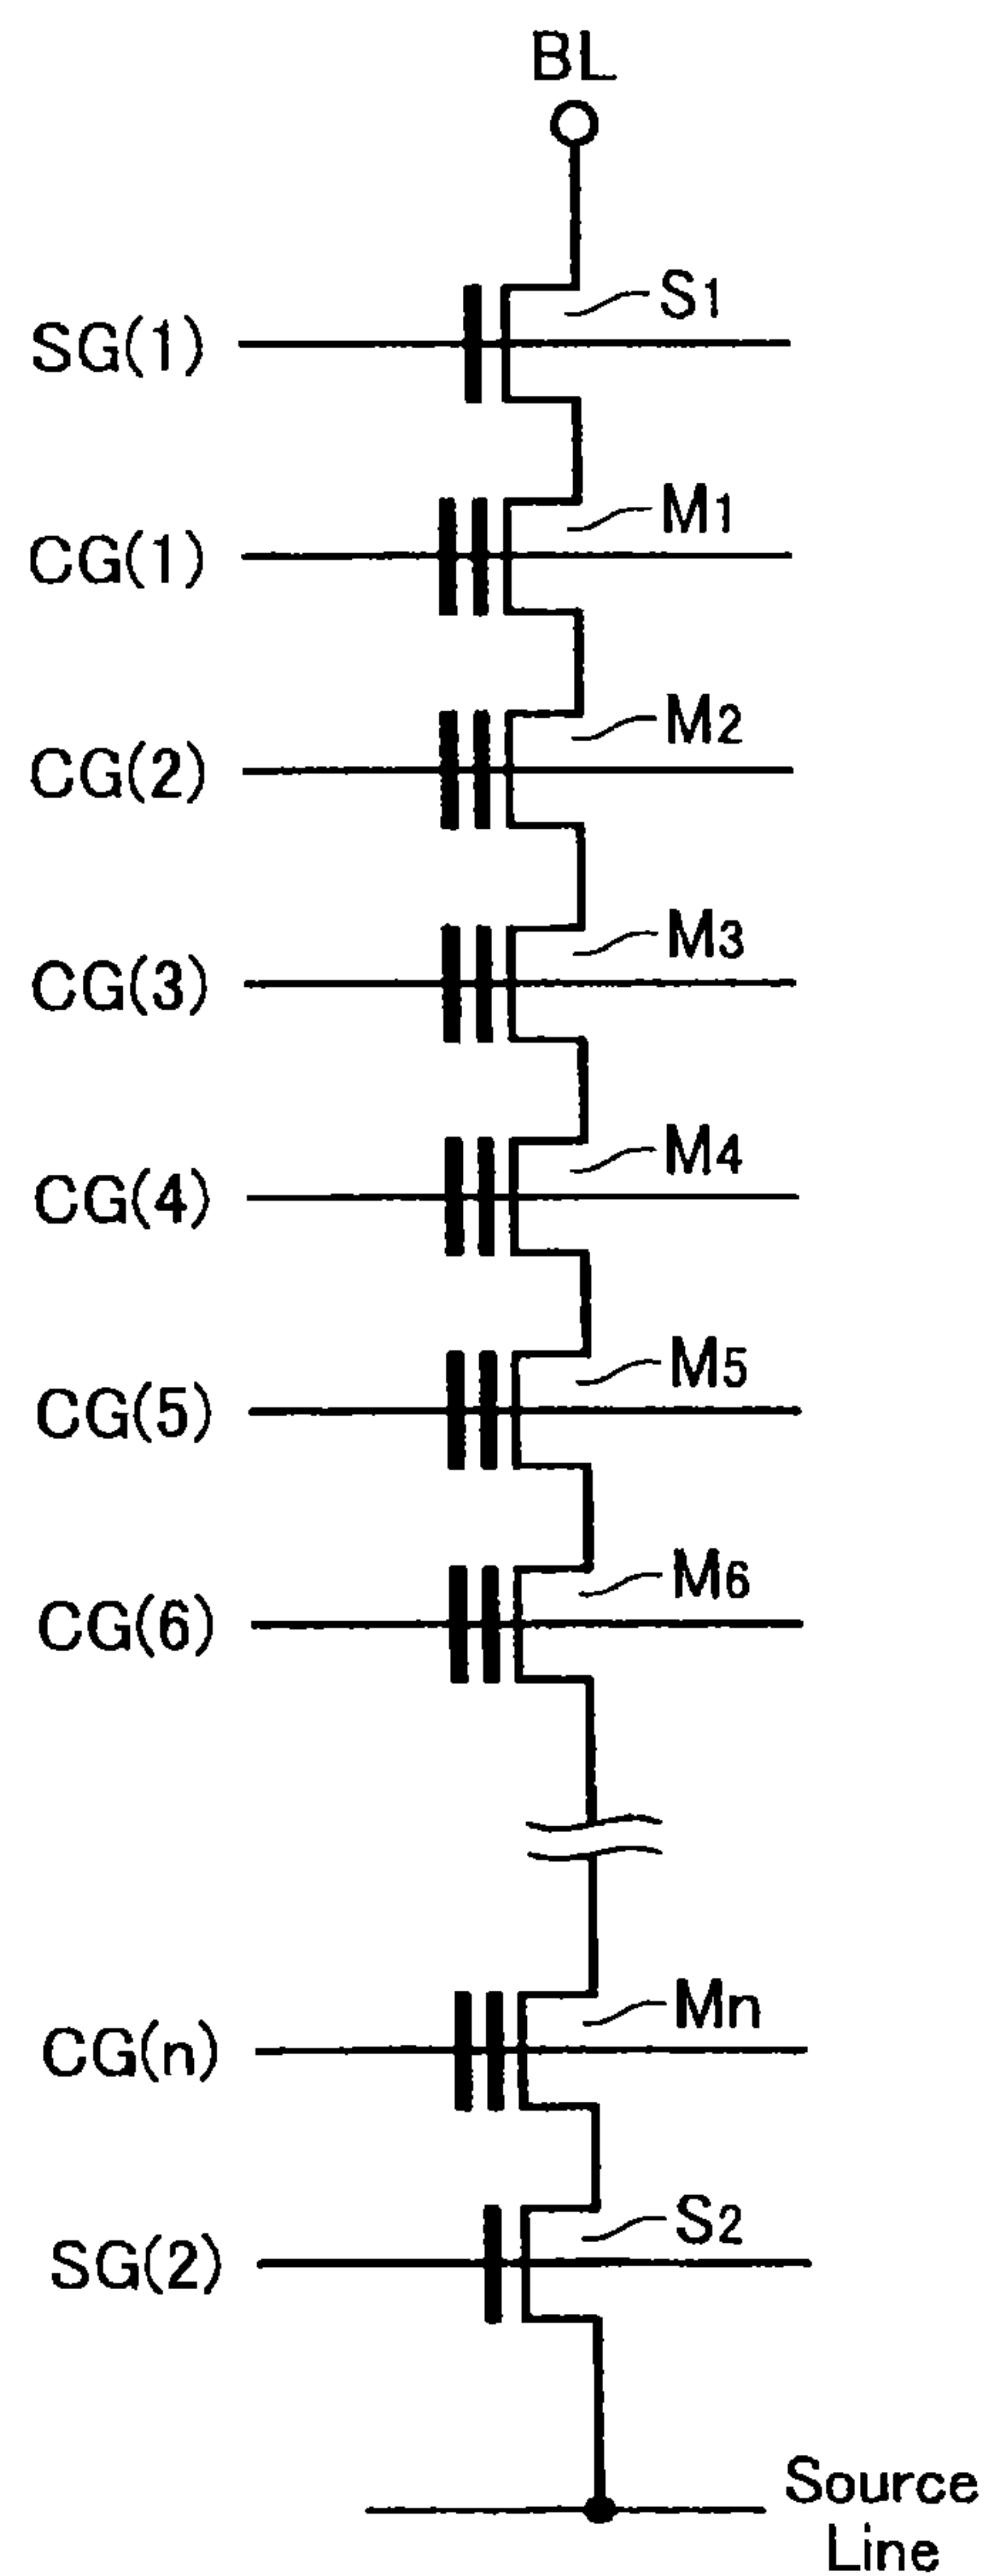 BL
SG(1)
S1
CG(1)
M1
CG(2)
M2
CG(3)
M3
CG(4)
M4
CG(5)
M5
CG(6)
M6
CG(n)
Mn
SG(2)
S2
Source
Line